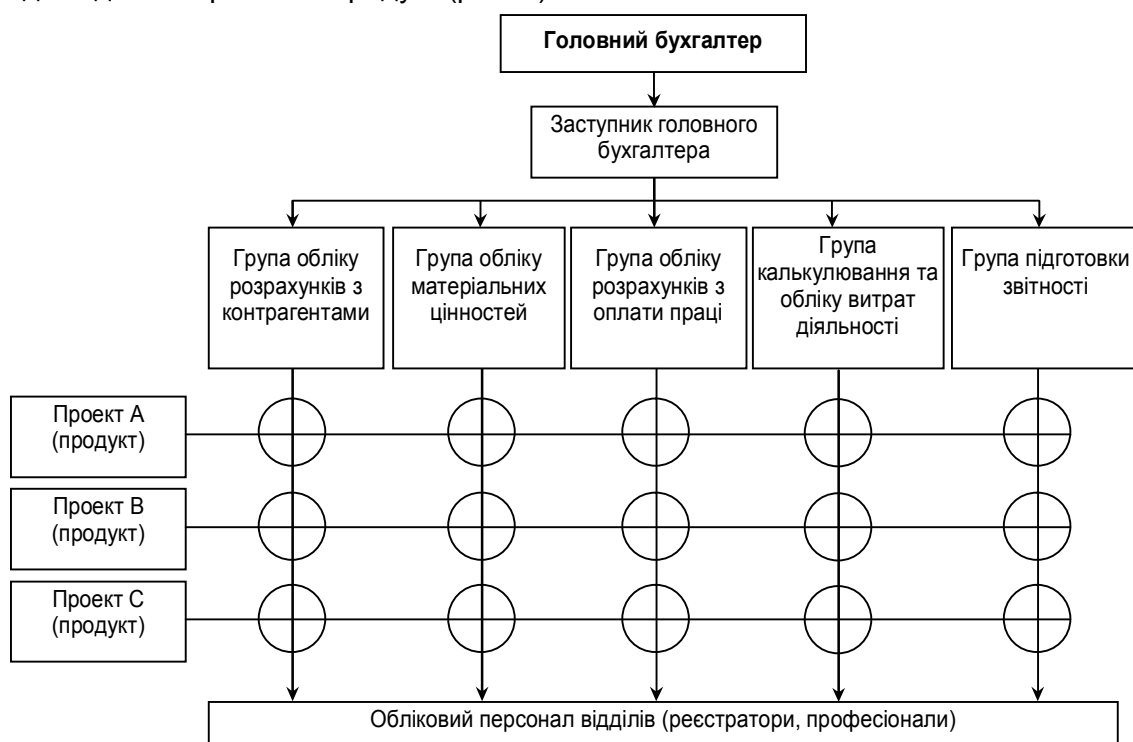 Головний бухгалтер
Заступник головного
бухгалтера
Група обліку
розрахунків з
контрагентами
Група обліку
матеріальних
цінностей
Група обліку
розрахунків з
оплати праці
Група
калькулювання та
обліку витрат
діяльності
Група підготовки
звітності
Проект А
(продукт)
Проект В
(продукт)
Проект С
(продукт)
Обліковий персонал відділів (реєстратори, професіонали)